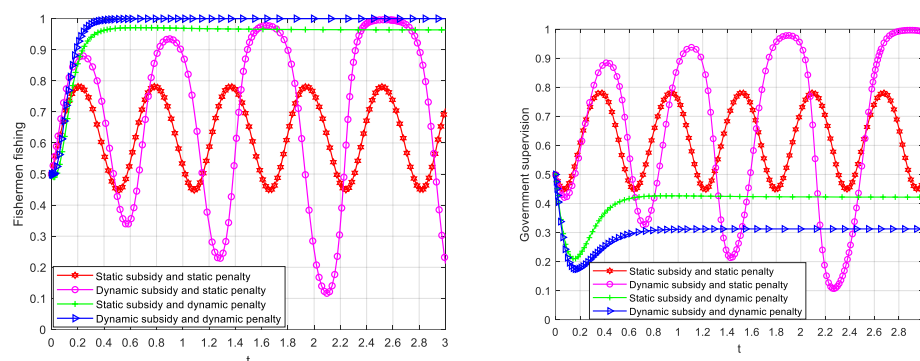 Fishermen fishing
1
0.9
0.8
0.7
0.6
0.5
0.4
0.3
0.2
0.1
0
Static subsidy and static penalty
Dynamic subsidy and static penalty
Static subsidy and dynamic penalty
Dynamic subsidy and dynamic penalty
0 0.2 0.4 0.6 0.8 1 1.2 1.4 1.6 1.8 2 2.2 2.4 2.6 2.8 3
t
Government supervision
1
0.9
0.8
0.7
0.6
0.5
0.4
0.3
0.2
0.1
0
Static subsidy and static penalty
Dynamic subsidy and static penalty
Static subsidy and dynamic penalty
Dynamic subsidy and dynamic penalty
0 0.2 0.4 0.6 0.8 1 1.2 1.4 1.6 1.8 2 2.2 2.4 2.6 2.8
t